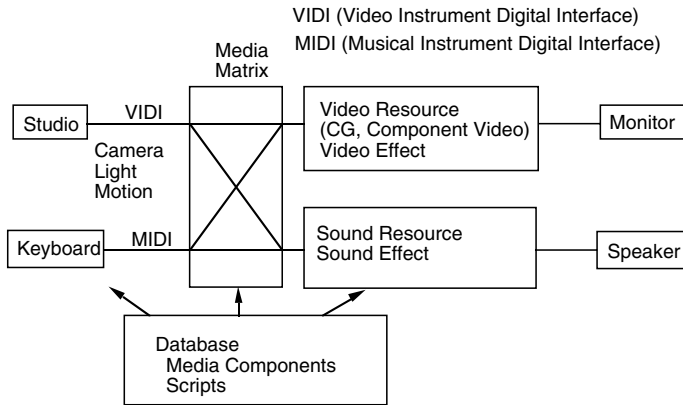 VIDI (Video Instrument Digital Interface)
MIDI (Musical Instrument Digital Interface)
Media
Matrix
Studio
VIDI
Camera
Light
Motion
Video Resource
(CG, Component Video)
Video Effect
Monitor
Keyboard
MIDI
Sound Resource
Sound Effect
Speaker
Database
Media Components
Scripts